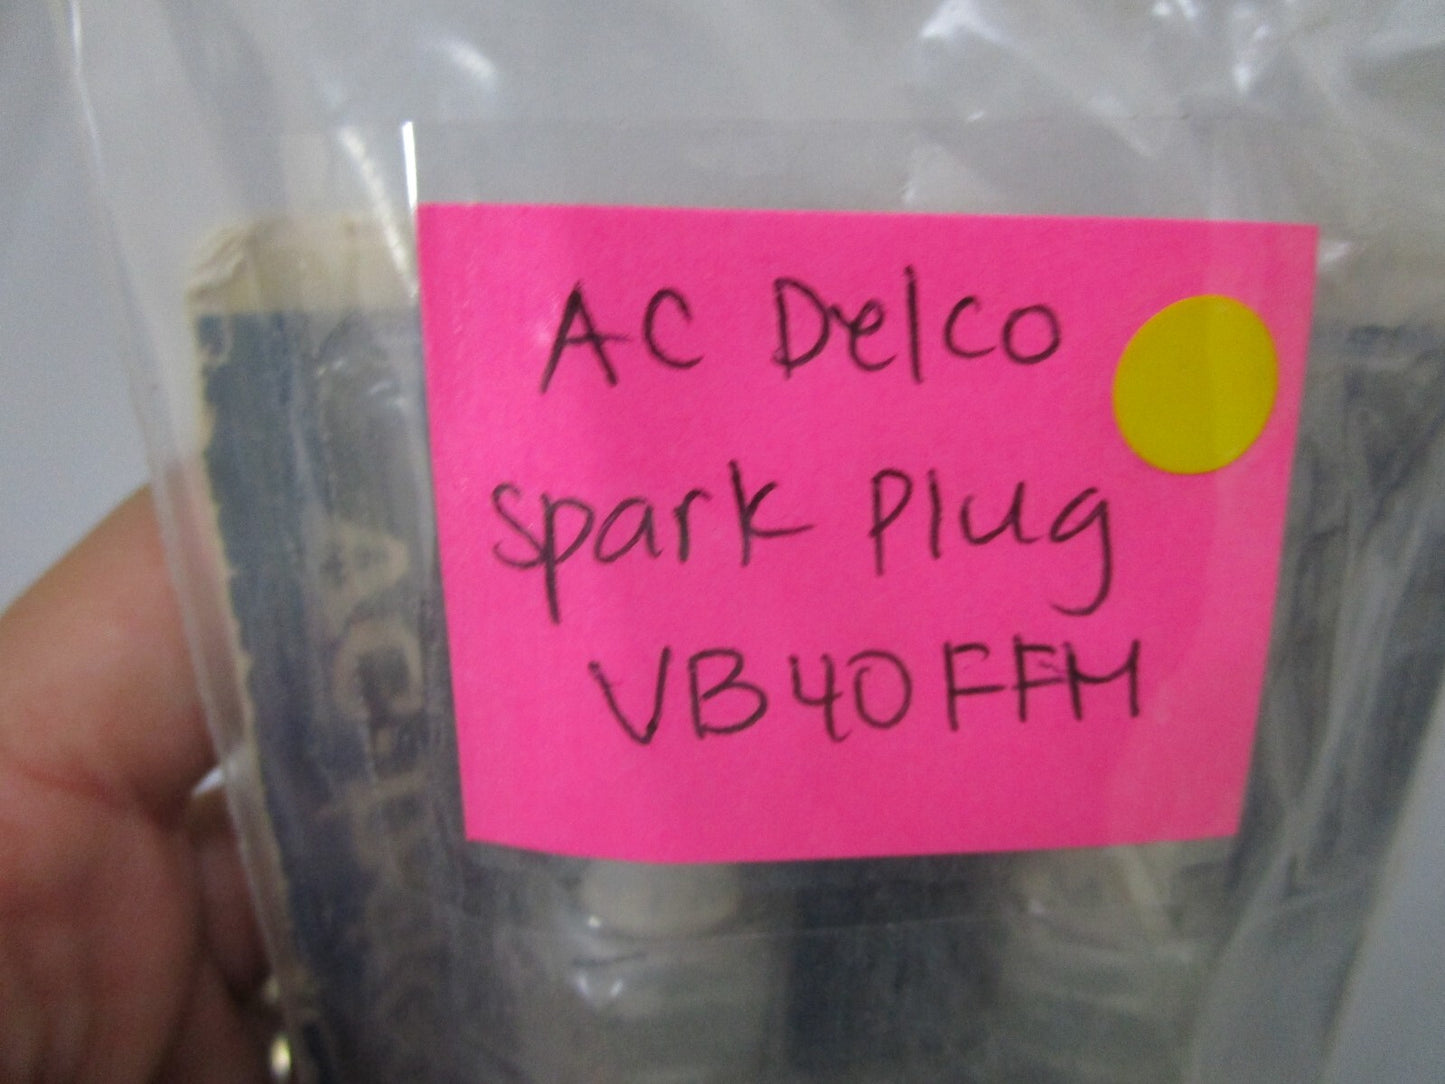 AC Delco
spark plug
VB40FFM